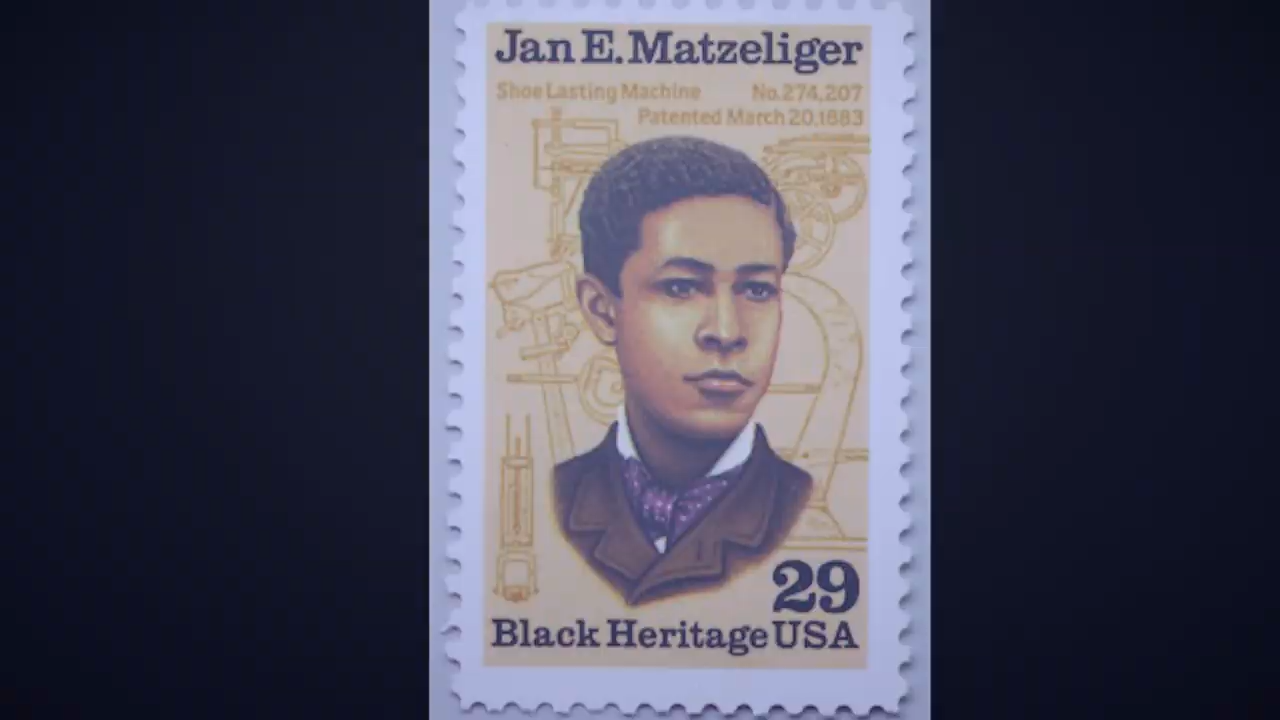 Jan E. Matzeliger
Shoe Lasting Machine No. 274,207
Patented March 20, 1883
29
Black Heritage USA